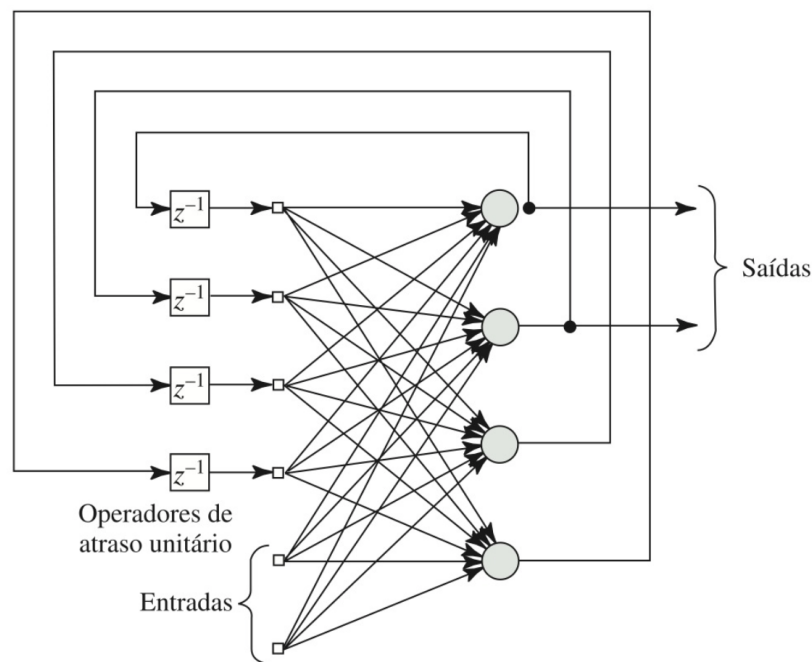 z⁻¹
z⁻¹
Saídas
z⁻¹
z⁻¹
Operadores de
atraso unitário
Entradas